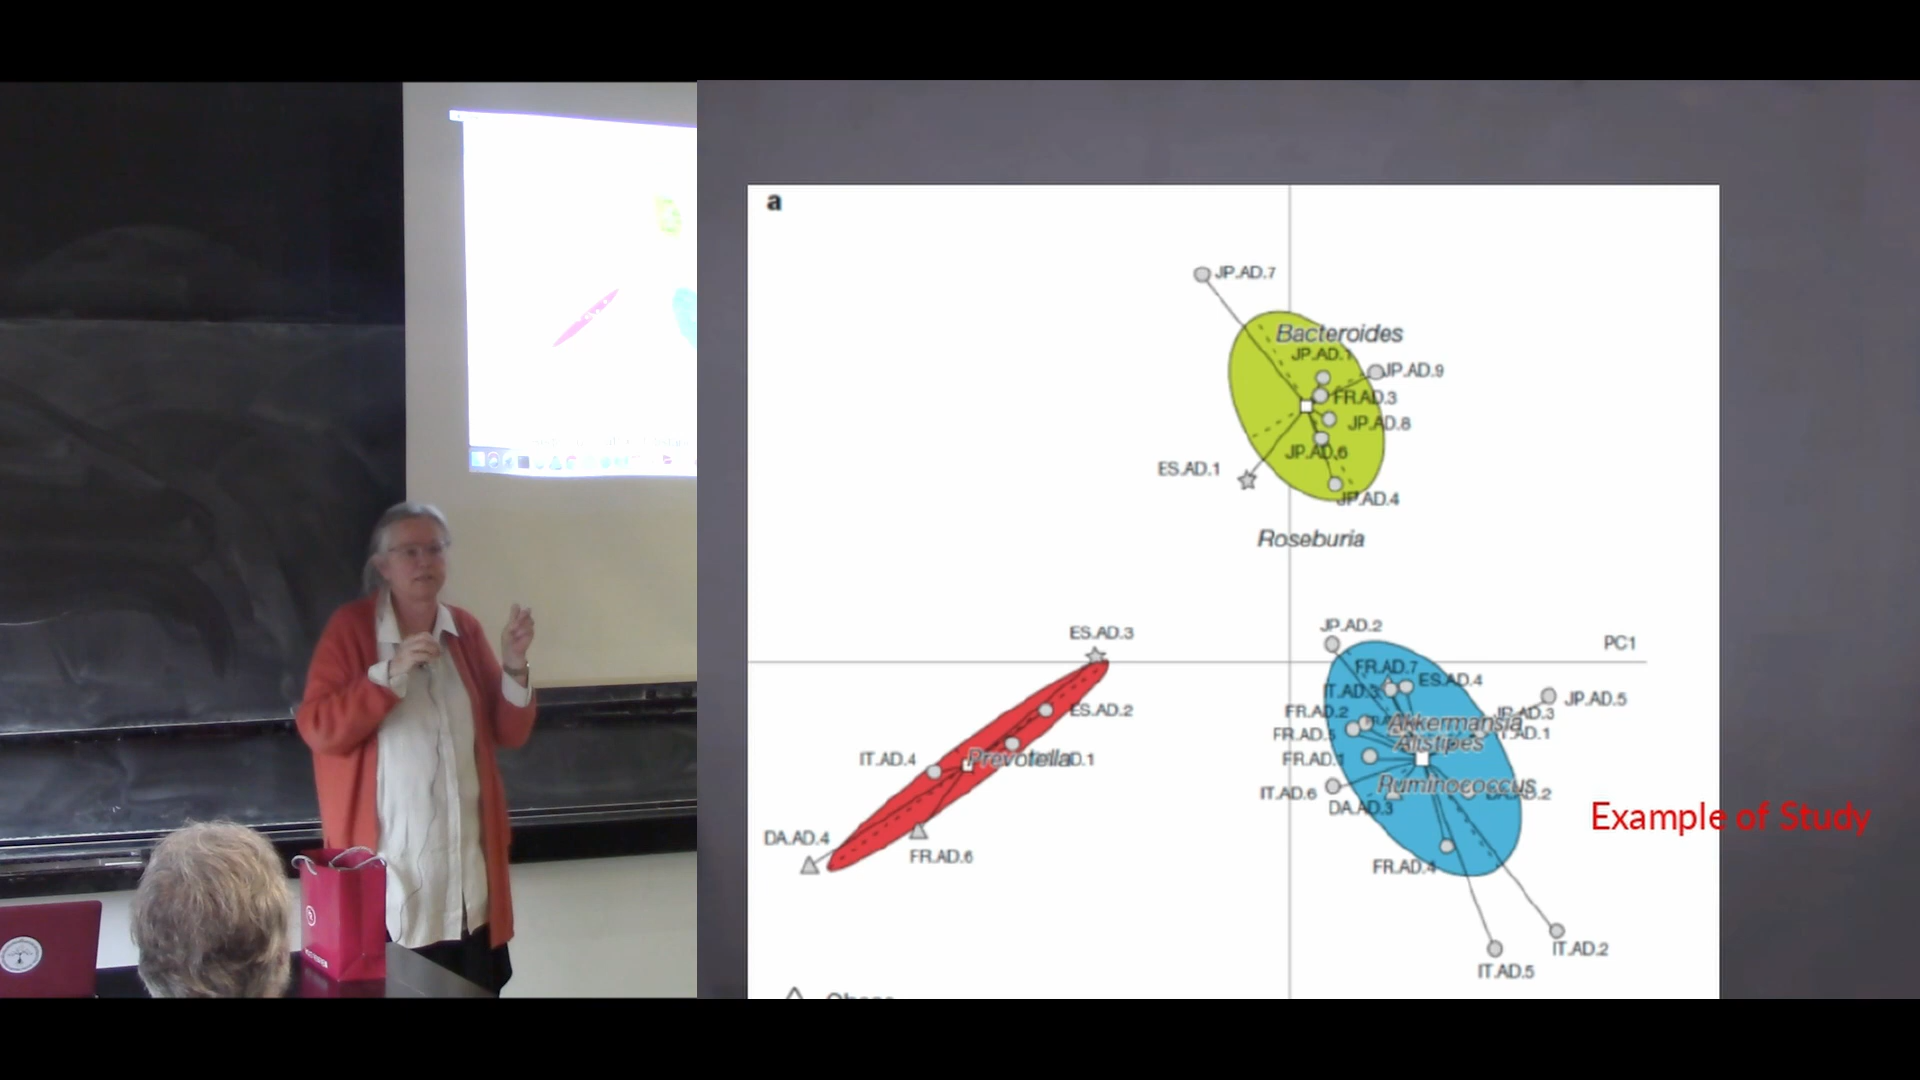 a
JP.AD.7
Bacteroides
JP.AD.1
JP.AD.9
FR.AD.3
JP.AD.8
JP.AD.6
ES.AD.1
JP.AD.4
Roseburia
JP.AD.2
ES.AD.3
PC1
FR.AD.7
ES.AD.4
IT.AD.3
JP.AD.5
ES.AD.2
FR.AD.2
JP.AD.3
Akkermansia
FR.AD.5
IT.AD.1
Alistipes
IT.AD.4
Prevotella
FR.AD.1
Ruminococcus
IT.AD.6
DA.AD.3
Example of Study
DA.AD.4
FR.AD.6
FR.AD.4
IT.AD.2
IT.AD.5